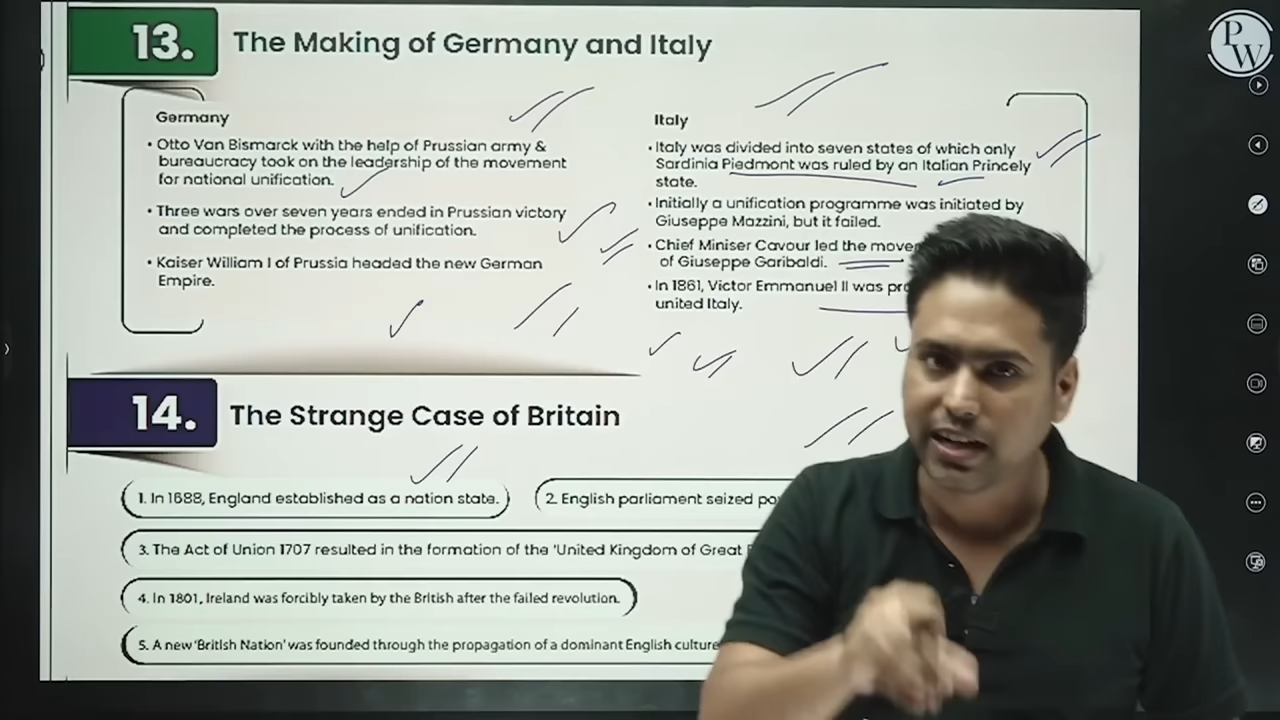 13.
The Making of Germany and Italy
Germany
• Otto Van Bismarck with the help of Prussian army &
bureaucracy took on the leadership of the movement
for national unification.
• Three wars over seven years ended in Prussian victory
and completed the process of unification.
• Kaiser William I of Prussia headed the new German
Empire.
Italy
• Italy was divided into seven states of which only
Sardinia Piedmont was ruled by an Italian Princely
state.
• Initially a unification programme was initiated by
Giuseppe Mazzini, but it failed.
• Chief Miniser Cavour led the
of Giuseppe Garibaldi.
• In 1861, Victor Emmanuel II was
united Italy.
14.
The Strange Case of Britain
1. In 1688, England established as a nation state.
2. English parliament seized
3. The Act of Union 1707 resulted in the formation of the 'United Kingdom of Great
4. In 1801, Ireland was forcibly taken by the British after the failed revolution.
5. A new 'British Nation' was founded through the propagation of a dominant English culture
PW